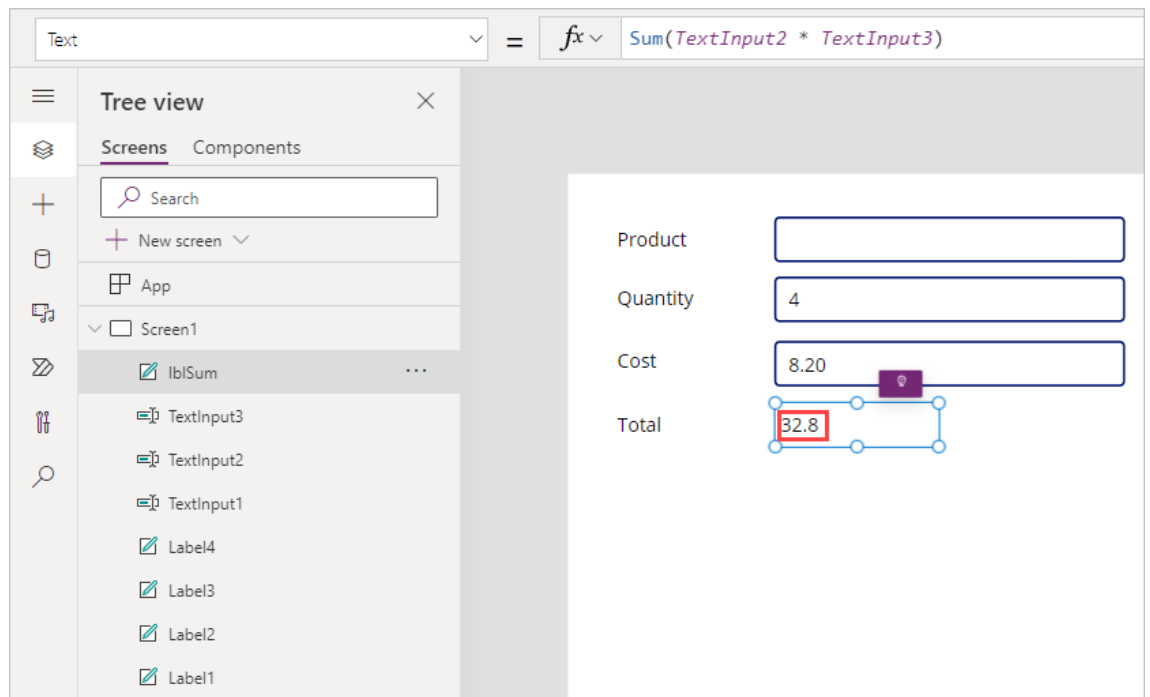 Text = fx Sum(TextInput2 * TextInput3)
Tree view
Screens Components
Search
New screen
App
Screen1
lblSum ...
TextInput3
TextInput2
TextInput1
Label4
Label3
Label2
Label1
Product
Quantity 4
Cost 8.20
Total 32.8